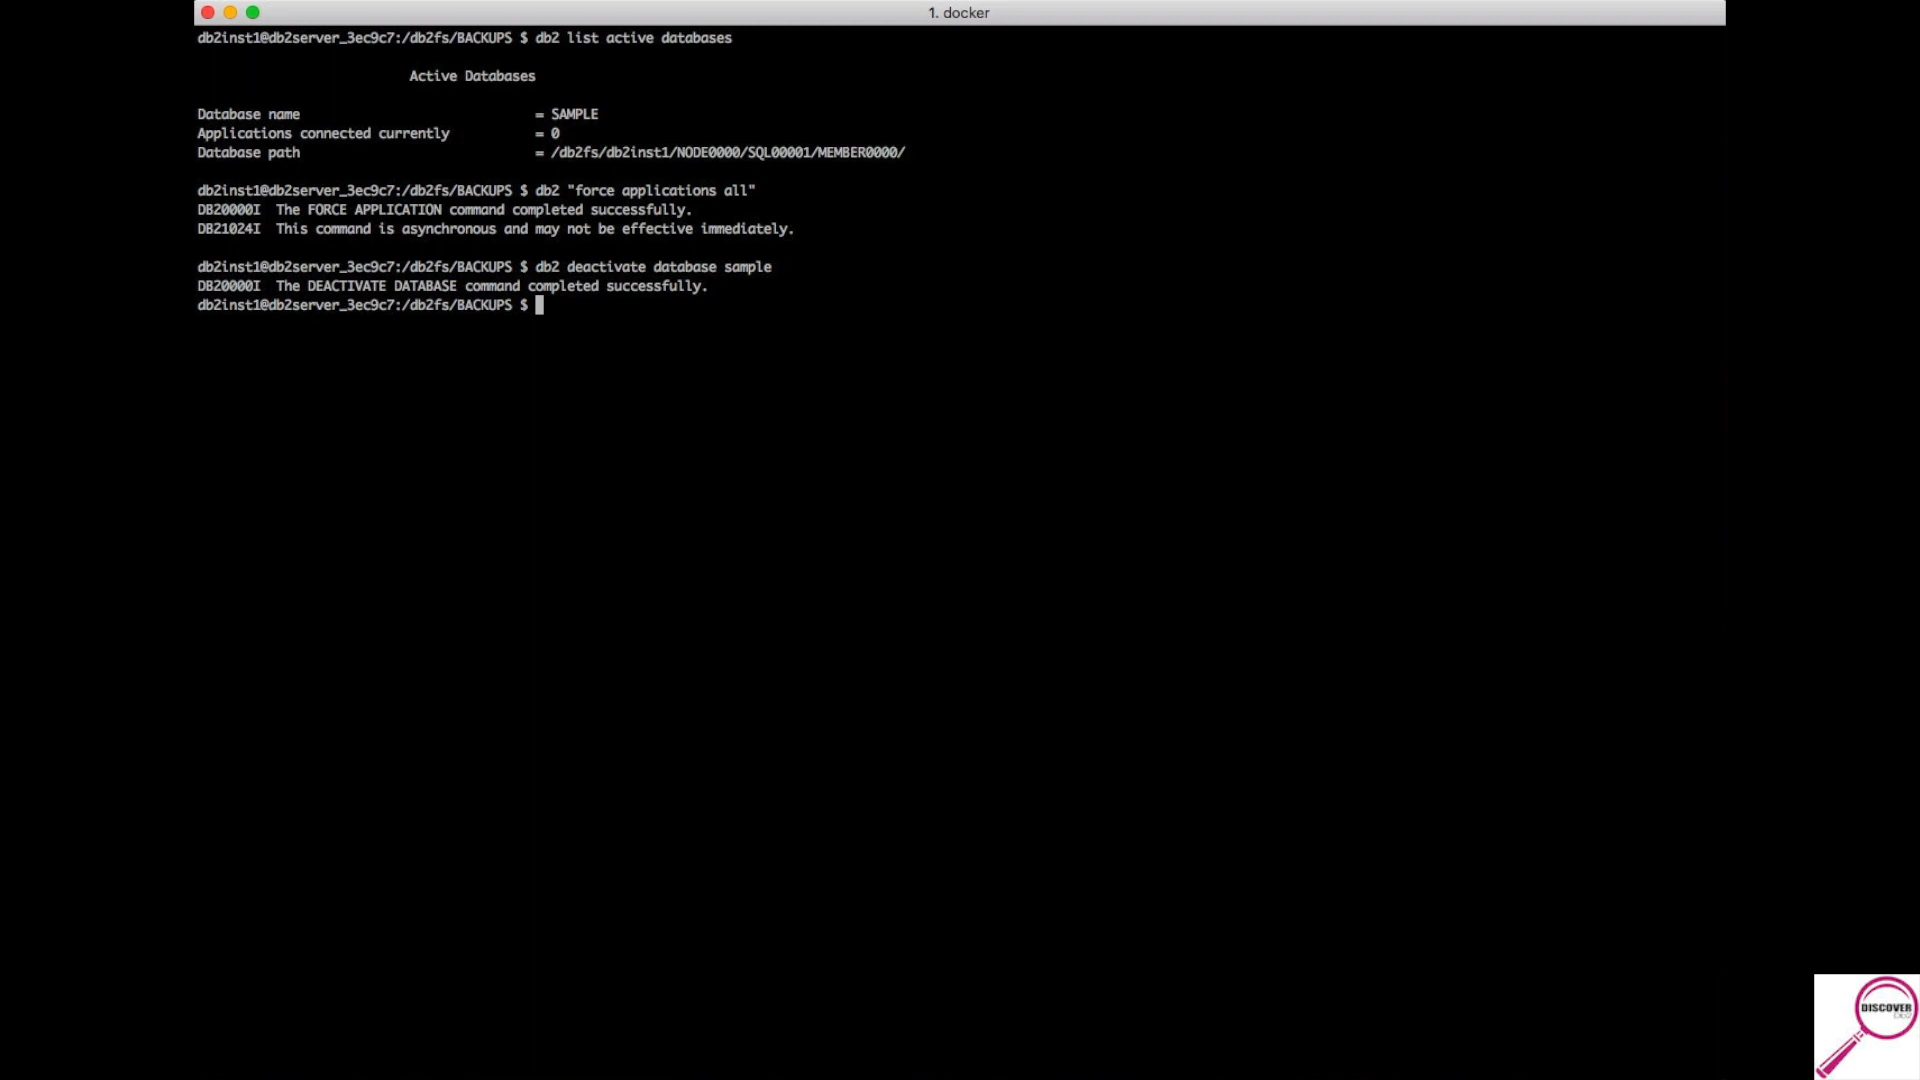 1. docker
db2inst1@db2server_3ec9c7:/db2fs/BACKUPS $ db2 list active databases
Active Databases
Database name = SAMPLE
Applications connected currently = 0
Database path = /db2fs/db2inst1/NODE0000/SQL00001/MEMBER0000/
db2inst1@db2server_3ec9c7:/db2fs/BACKUPS $ db2 "force applications all"
DB20000I  The FORCE APPLICATION command completed successfully.
DB21024I  This command is asynchronous and may not be effective immediately.
db2inst1@db2server_3ec9c7:/db2fs/BACKUPS $ db2 deactivate database sample
DB20000I  The DEACTIVATE DATABASE command completed successfully.
db2inst1@db2server_3ec9c7:/db2fs/BACKUPS $
DISCOVER
Db2